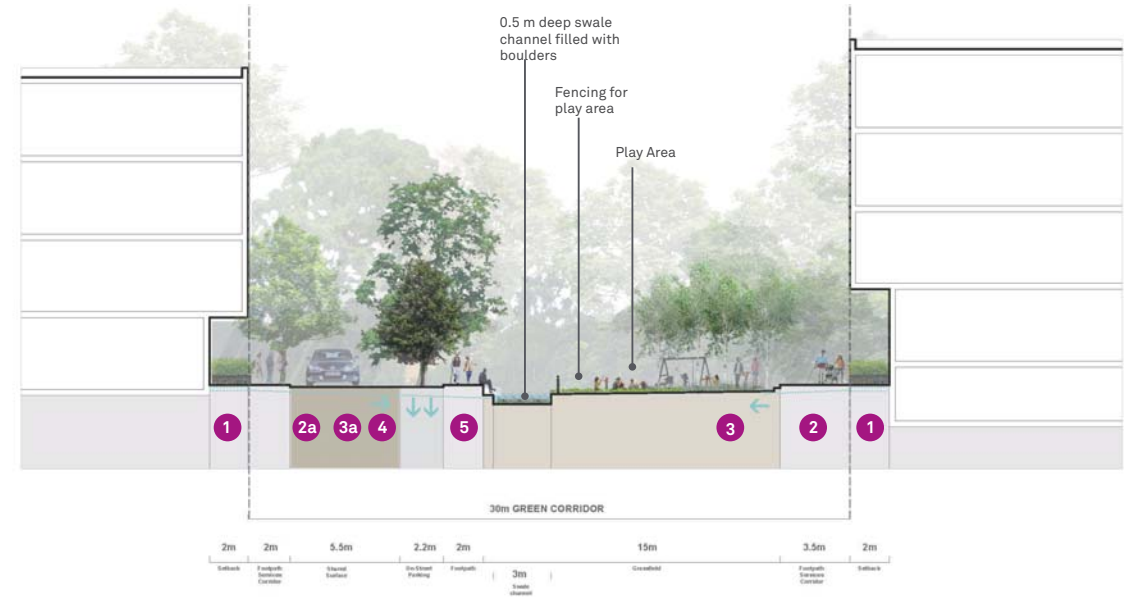 0.5 m deep swale
channel filled with
boulders
Fencing for
play area
Play Area
1
2a
3a
4
5
3
2
1
30m GREEN CORRIDOR
2m
2m
5.5m
2.2m
2m
15m
3.5m
2m
Setback
Footpath
Services
Corridor
Shared
Surface
On Street
Parking
Footpath
3m
Swale
channel
Greenfield
Footpath
Services
Corridor
Setback